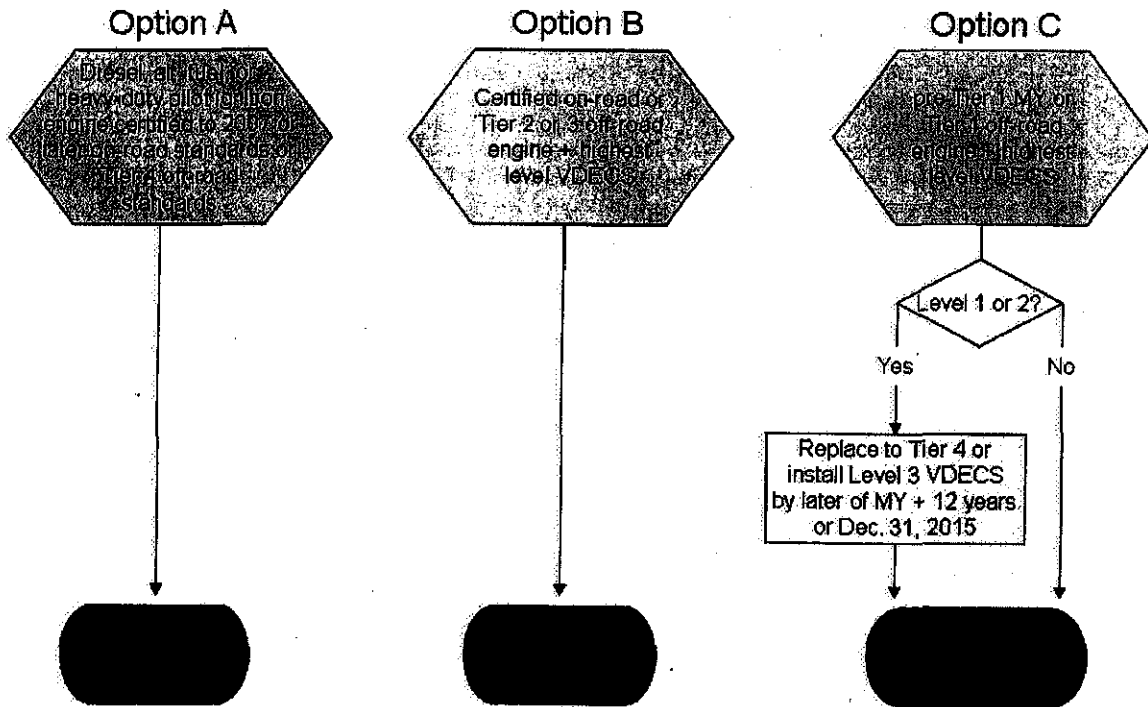 Option A
Diesel, alt fuel, or
heavy-duty pilot ignition
engine certified to 2007 or
later on-road standards or
Tier 4 off-road
standards
Option B
Certified on-road or
Tier 2 or 3 off-road
engine + highest
level VDECS
Option C
pre-Tier 1 MY or
Tier 1 off-road
engine + highest
level VDECS
Level 1 or 2?
Yes
No
Replace to Tier 4 or
install Level 3 VDECS
by later of MY + 12 years
or Dec. 31, 2015